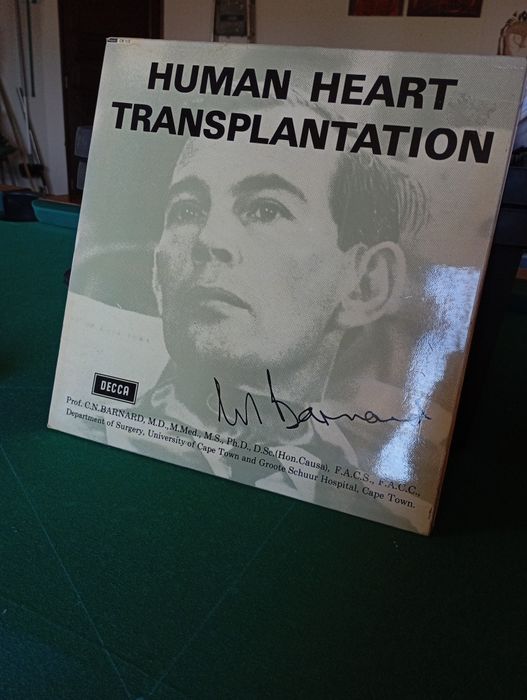 HUMAN HEART
TRANSPLANTATION
DECCA
Prof. C.N.BARNARD, M.D.,M.Med., M.S., Ph.D., D.Sc.(Hon.Causa), F.A.C.S., F.A.C.C.,
Department of Surgery, University of Cape Town and Groote Schuur Hospital, Cape Town.